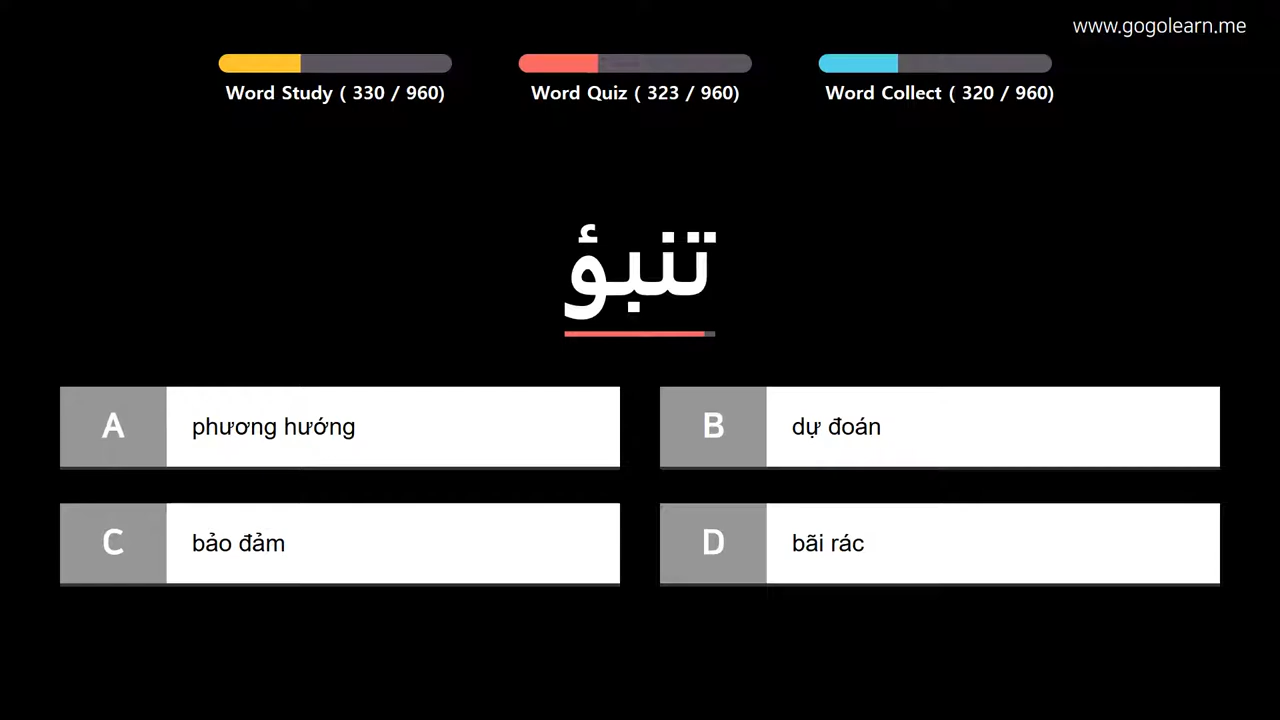 www.gogolearn.me
Word Study ( 330 / 960)
Word Quiz ( 323 / 960)
Word Collect ( 320 / 960)
تنبؤ
A phương hướng
B dự đoán
C bảo đảm
D bãi rác